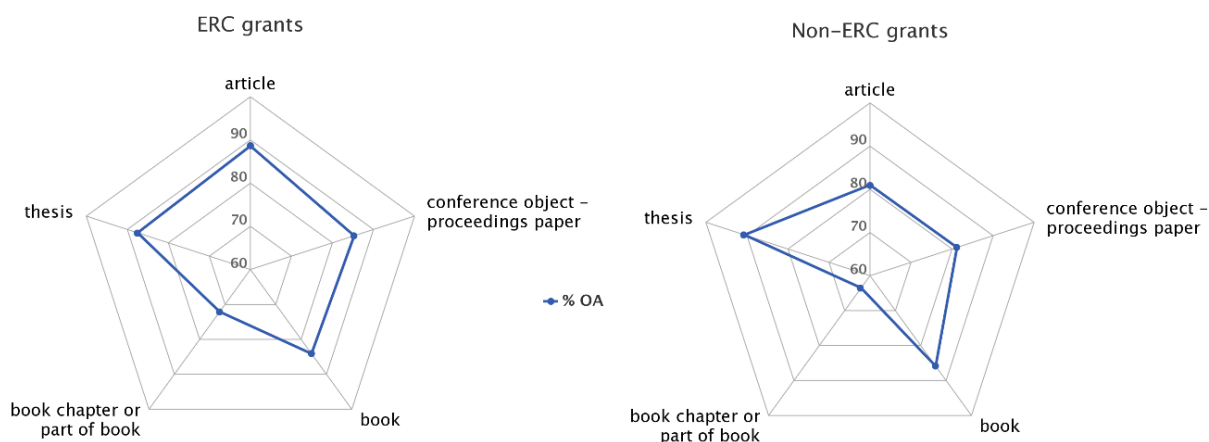 ERC grants
article
90
80
70
60
thesis
conference object –
proceedings paper
book chapter or
part of book
book
% OA
Non-ERC grants
article
90
80
70
60
thesis
conference object –
proceedings paper
book chapter or
part of book
book